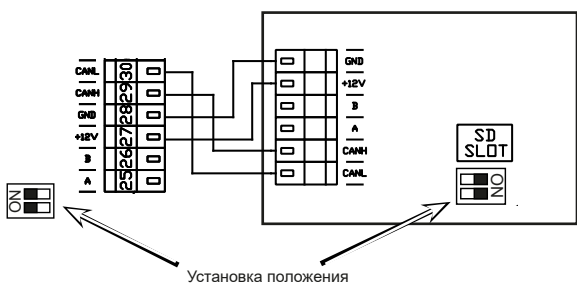 CANL 30
CANH 29
GND 28
+12V 27
B 26
A 25
GND
+12V
B
A
CANH
CANL
SD
SLOT
ON
ON
Установка положения